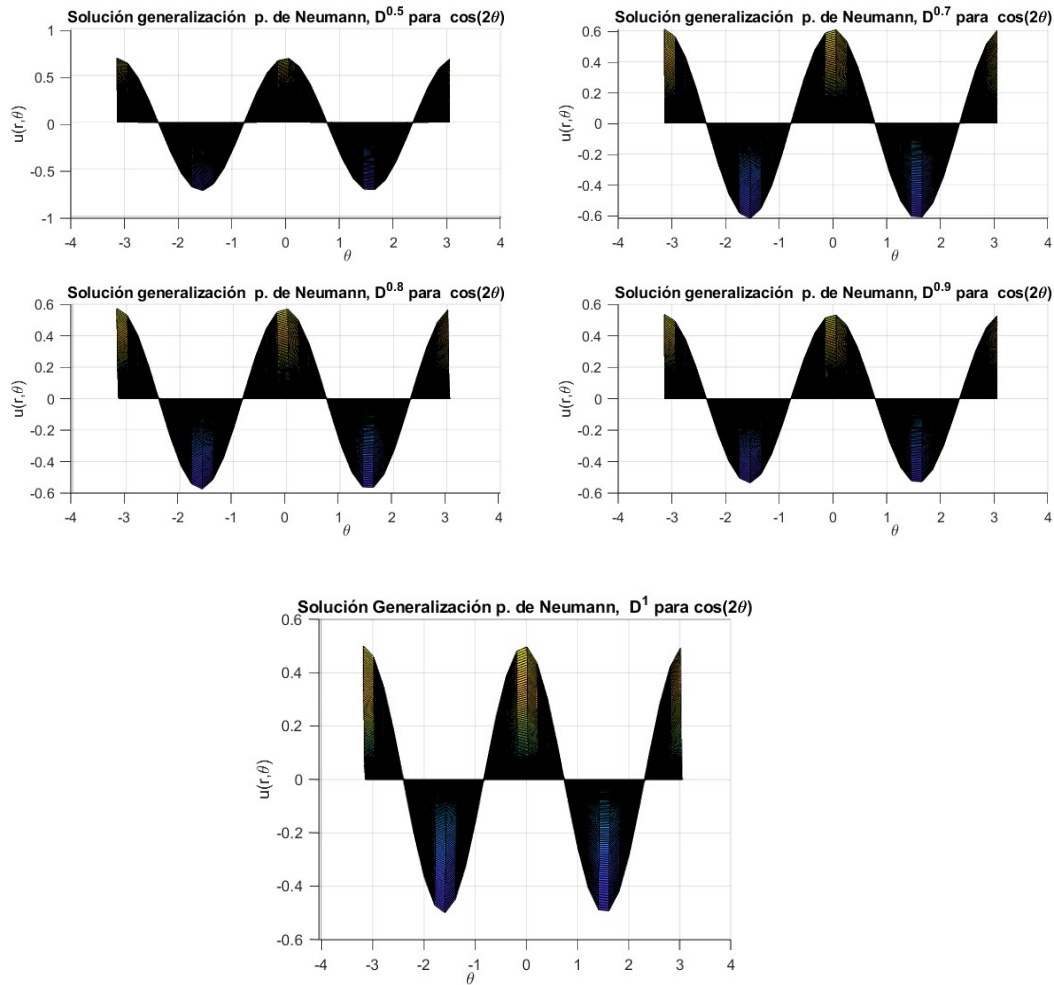 Solución generalización p. de Neumann, D^0.5 para cos(2θ)
1
0.5
0
-0.5
-1
u(r,θ)
-4 -3 -2 -1 0 1 2 3 4
θ
Solución generalización p. de Neumann, D^0.7 para cos(2θ)
0.6
0.4
0.2
0
-0.2
-0.4
-0.6
u(r,θ)
-4 -3 -2 -1 0 1 2 3 4
θ
Solución generalización p. de Neumann, D^0.8 para cos(2θ)
0.6
0.4
0.2
0
-0.2
-0.4
-0.6
u(r,θ)
-4 -3 -2 -1 0 1 2 3 4
θ
Solución generalización p. de Neumann, D^0.9 para cos(2θ)
0.6
0.4
0.2
0
-0.2
-0.4
-0.6
u(r,θ)
-4 -3 -2 -1 0 1 2 3 4
θ
Solución Generalización p. de Neumann, D^1 para cos(2θ)
0.6
0.4
0.2
0
-0.2
-0.4
-0.6
u(r,θ)
-4 -3 -2 -1 0 1 2 3 4
θ